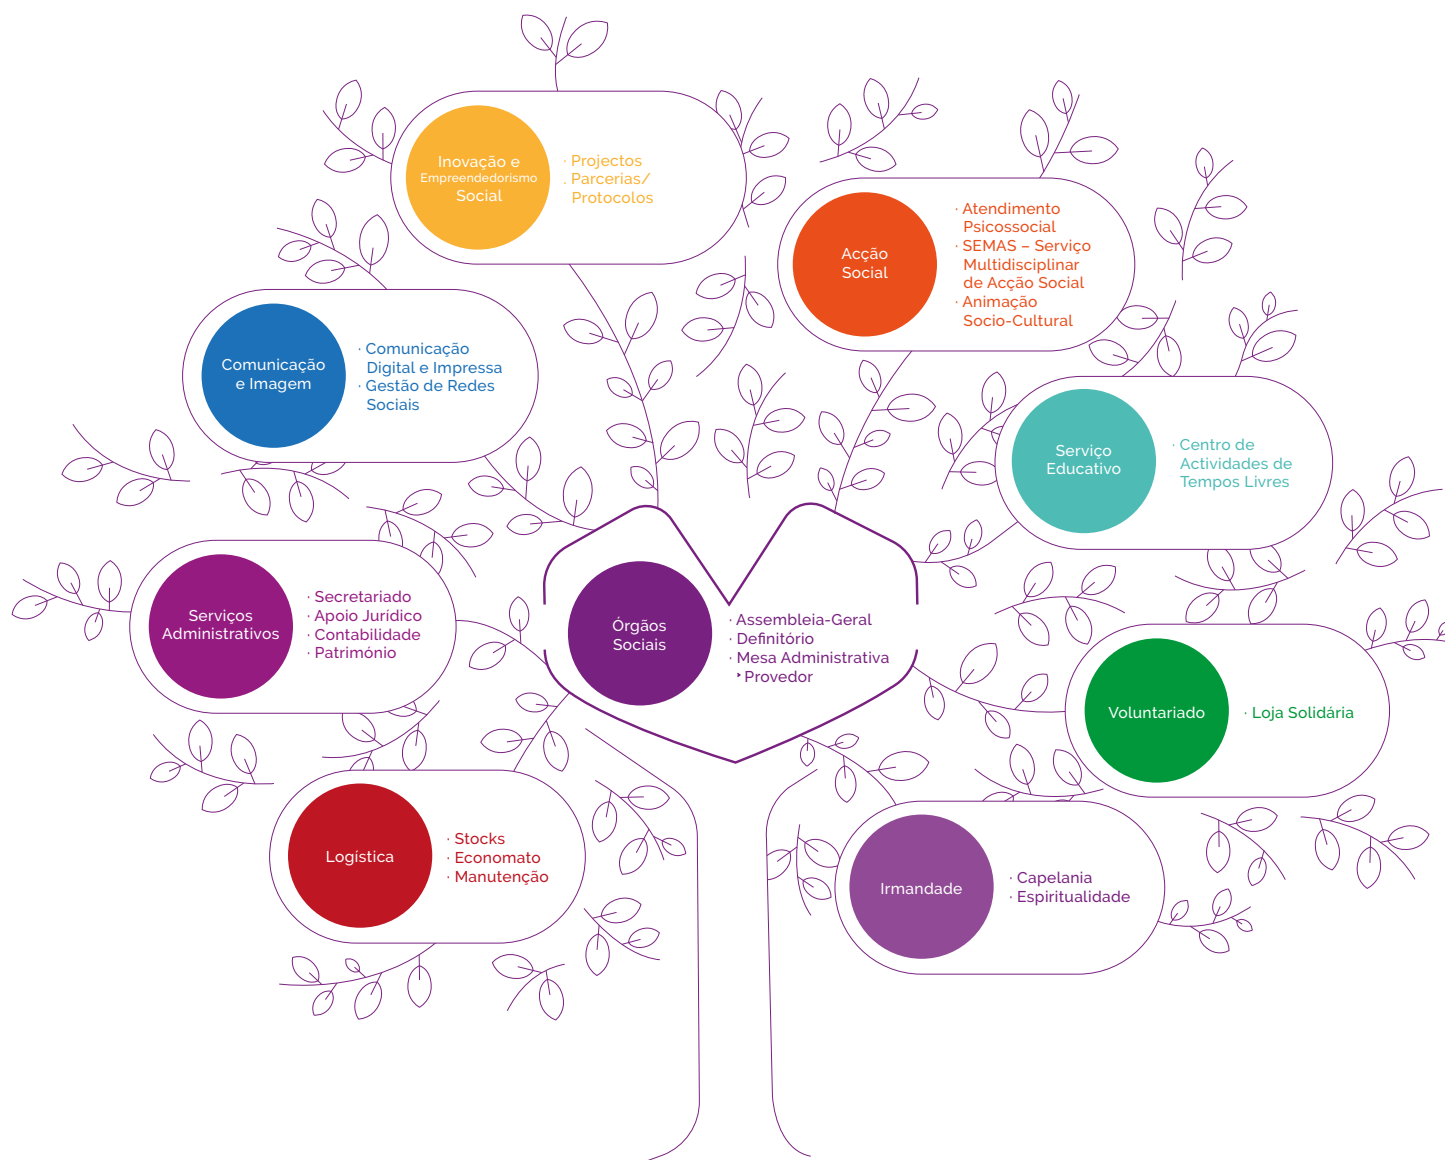 Inovação e
Empreendedorismo
Social
· Projectos
. Parcerias/
Protocolos
Acção
Social
· Atendimento
Psicossocial
· SEMAS – Serviço
Multidisciplinar
de Acção Social
· Animação
Socio-Cultural
Comunicação
e Imagem
· Comunicação
Digital e Impressa
· Gestão de Redes
Sociais
Serviço
Educativo
· Centro de
Actividades de
Tempos Livres
Serviços
Administrativos
· Secretariado
· Apoio Jurídico
· Contabilidade
· Património
Órgãos
Sociais
· Assembleia-Geral
· Definitório
· Mesa Administrativa
‣ Provedor
Voluntariado
· Loja Solidária
Logística
· Stocks
· Economato
· Manutenção
Irmandade
· Capelania
· Espiritualidade